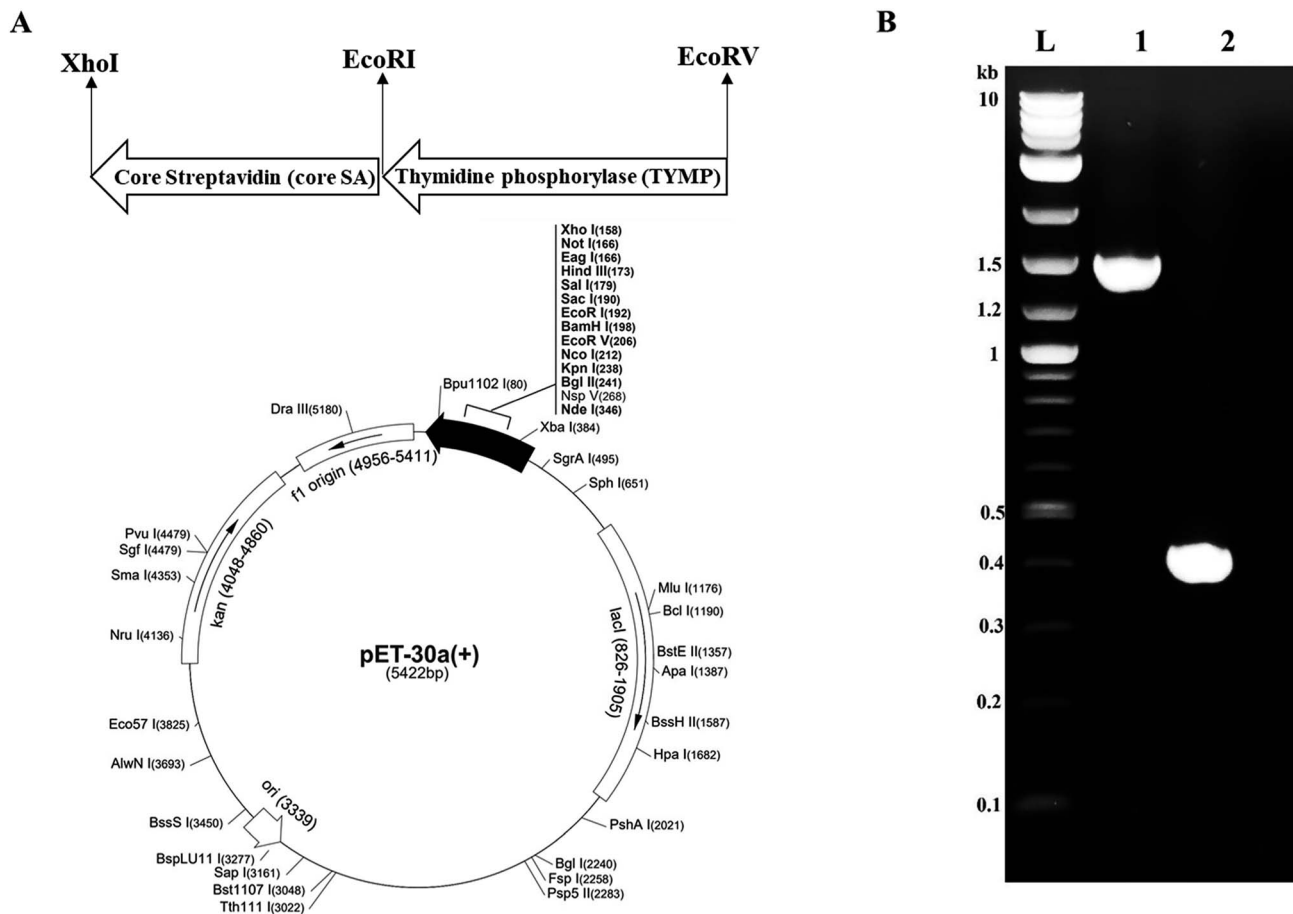 A
XhoI
EcoRI
EcoRV
Core Streptavidin (core SA)
Thymidine phosphorylase (TYMP)
Xho I(158)
Not I(166)
Eag I(166)
Hind III(173)
Sal I(179)
Sac I(190)
EcoR I(192)
BamH I(198)
EcoR V(206)
Nco I(212)
Kpn I(238)
Bgl II(241)
Nsp V(268)
Nde I(346)
Bpu1102 I(80)
Xba I(384)
SgrA I(495)
Sph I(651)
Dra III(5180)
f1 origin (4956-5411)
Pvu I(4479)
Sgf I(4479)
Sma I(4353)
kan (4048-4860)
Nru I(4136)
lacI (826-1905)
Mlu I(1176)
Bcl I(1190)
BstE II(1357)
Apa I(1387)
BssH II(1587)
Hpa I(1682)
pET-30a(+)
(5422bp)
Eco57 I(3825)
AlwN I(3693)
ori (3339)
BssS I(3450)
BspLU11 I(3277)
Sap I(3161)
Bst1107 I(3048)
Tth111 I(3022)
PshA I(2021)
Bgl I(2240)
Fsp I(2258)
Psp5 II(2283)
B
L 1 2
kb
10
1.5
1.2
1
0.5
0.4
0.3
0.2
0.1